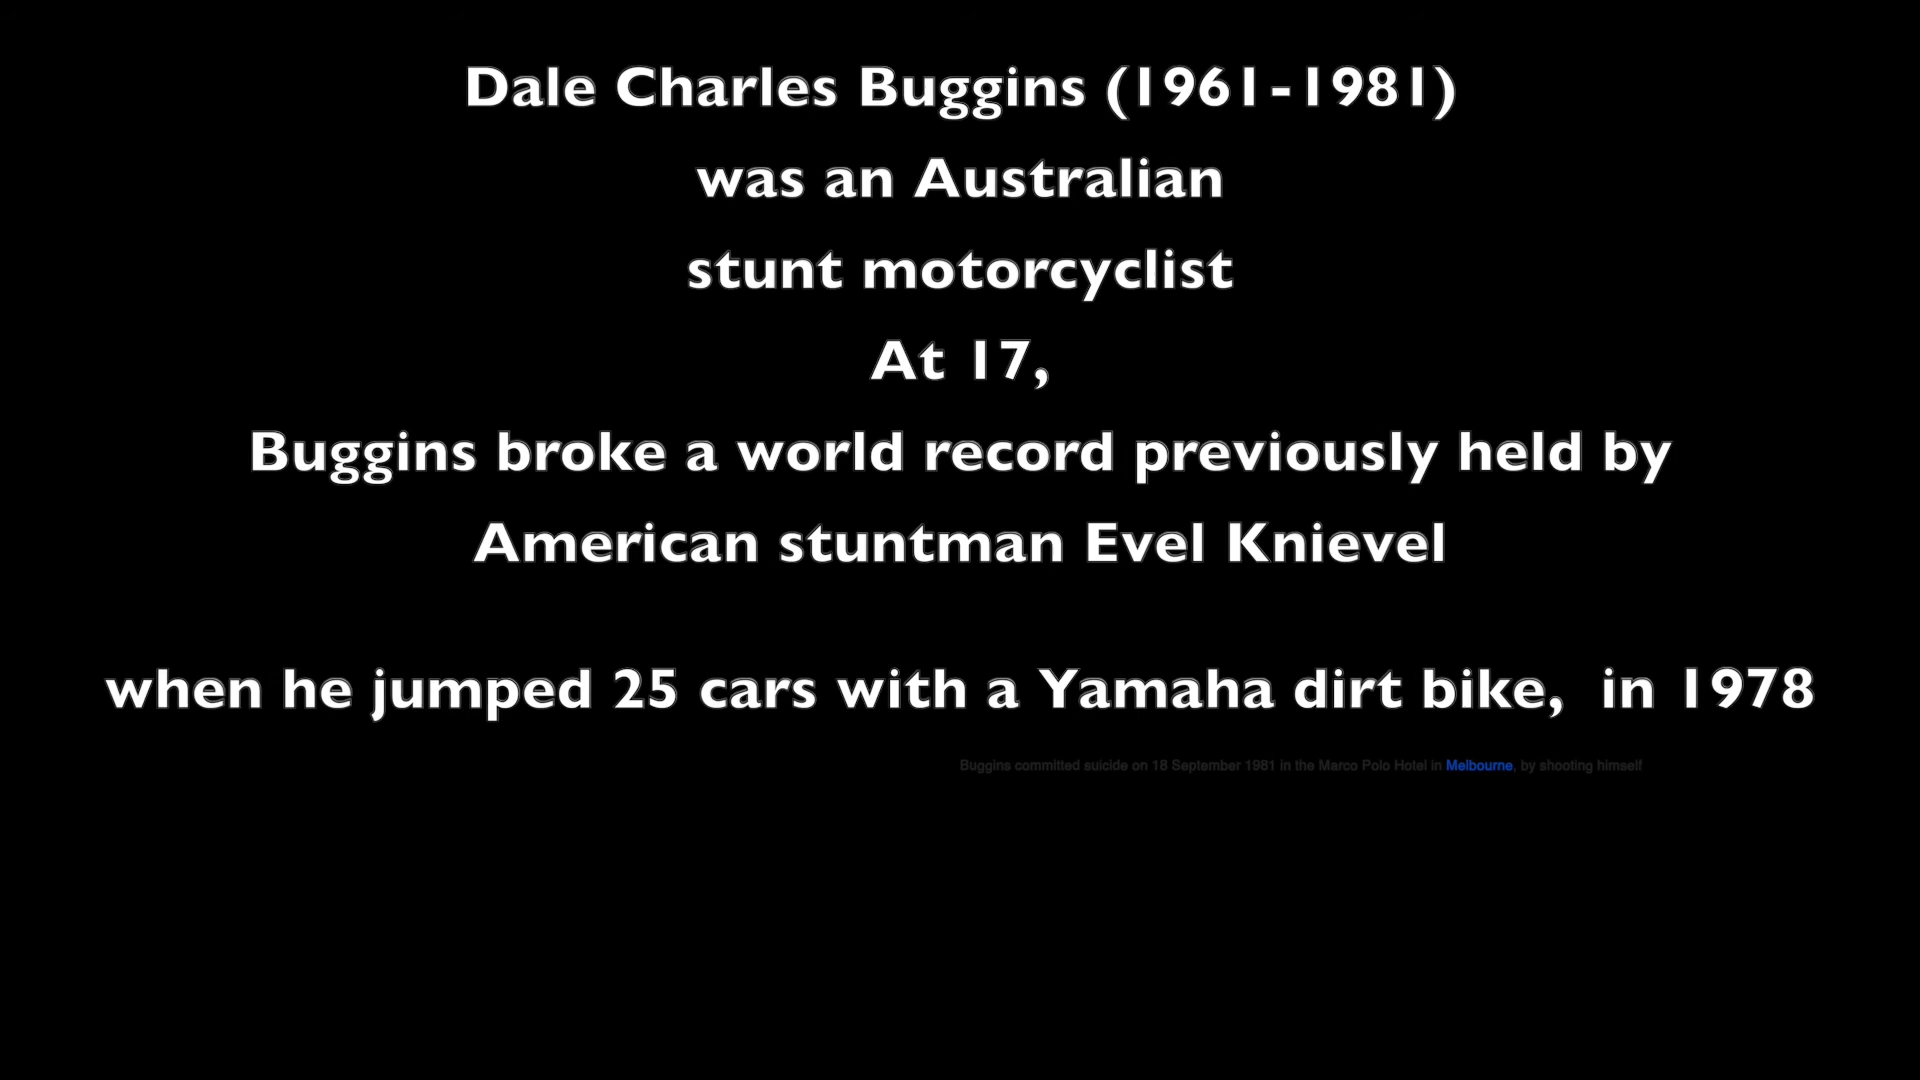 Dale Charles Buggins (1961-1981)
was an Australian
stunt motorcyclist
At 17,
Buggins broke a world record previously held by
American stuntman Evel Knievel
when he jumped 25 cars with a Yamaha dirt bike,  in 1978
Buggins committed suicide on 18 September 1981 in the Marco Polo Hotel in Melbourne, by shooting himself